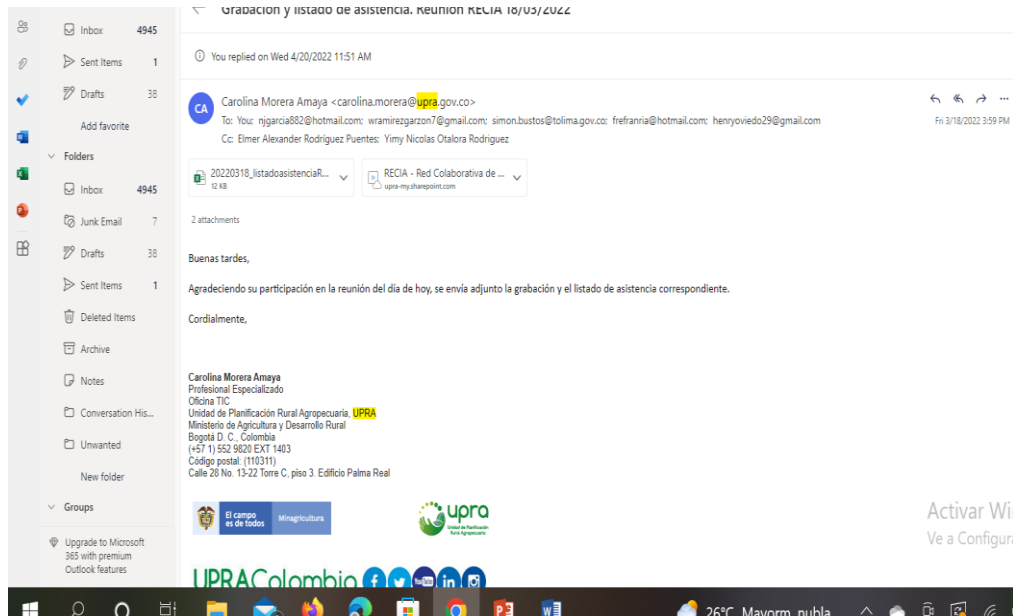 Grabación y listado de asistencia. Reunión RECIA 18/03/2022
Inbox 4945
Sent Items 1
Drafts 38
Add favorite
Folders
Inbox 4945
Junk Email 7
Drafts 38
Sent Items 1
Deleted Items
Archive
Notes
Conversation His...
Unwanted
New folder
Groups
Upgrade to Microsoft
365 with premium
Outlook features
You replied on Wed 4/20/2022 11:51 AM
CA
Carolina Morera Amaya <carolina.morera@upra.gov.co>
To: You; njgarcia882@hotmail.com; wramirezgarzon7@gmail.com; simon.bustos@tolima.gov.co; frefranria@hotmail.com; henryoviedo29@gmail.com
Cc: Elmer Alexander Rodríguez Puentes; Yimy Nicolas Otalora Rodriguez
Fri 3/18/2022 3:59 PM
20220318_listadoasistenciaR...
12 KB
RECIA - Red Colaborativa de ...
upra-my.sharepoint.com
2 attachments
Buenas tardes,
Agradeciendo su participación en la reunión del día de hoy, se envía adjunto la grabación y el listado de asistencia correspondiente.
Cordialmente,
Carolina Morera Amaya
Profesional Especializado
Oficina TIC
Unidad de Planificación Rural Agropecuaria, UPRA
Ministerio de Agricultura y Desarrollo Rural
Bogotá D. C., Colombia
(+57 1) 552 9820 EXT 1403
Código postal: (110311)
Calle 28 No. 13-22 Torre C, piso 3. Edificio Palma Real
El campo
es de todos
Minagricultura
upra
Unidad de Planificación
Rural Agropecuaria
UPRAColombia
YouTube
Activar Wi
Ve a Configura
26°C Mayorm. nubla